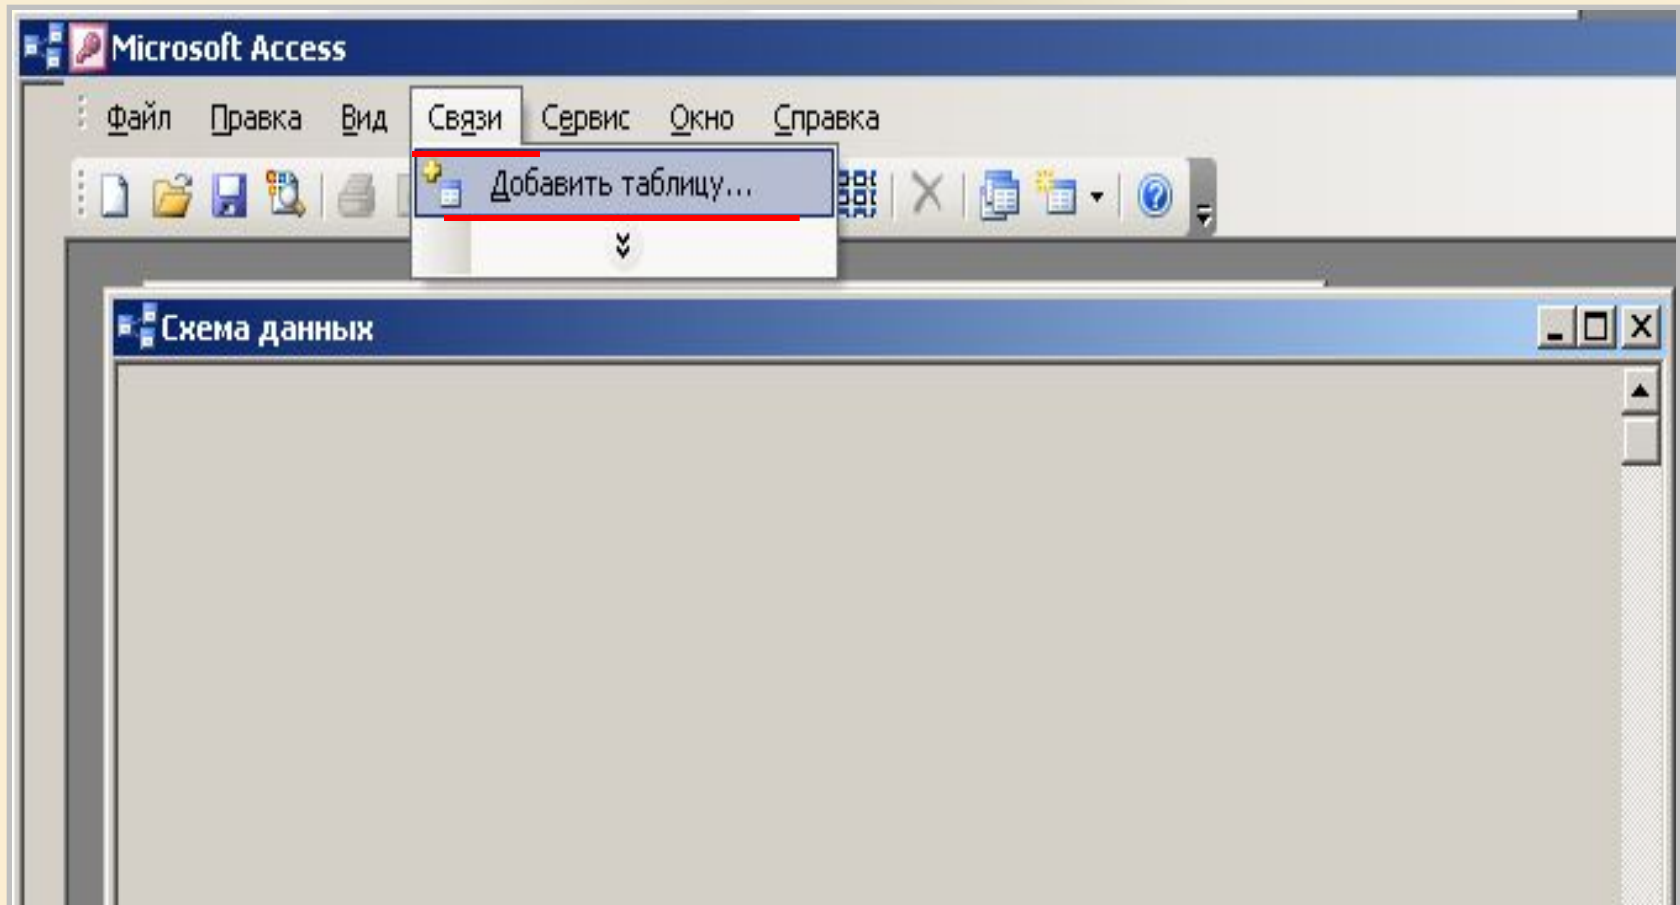 Microsoft Access
Файл Правка Вид Связи Сервис Окно Справка
Добавить таблицу...
Схема данных